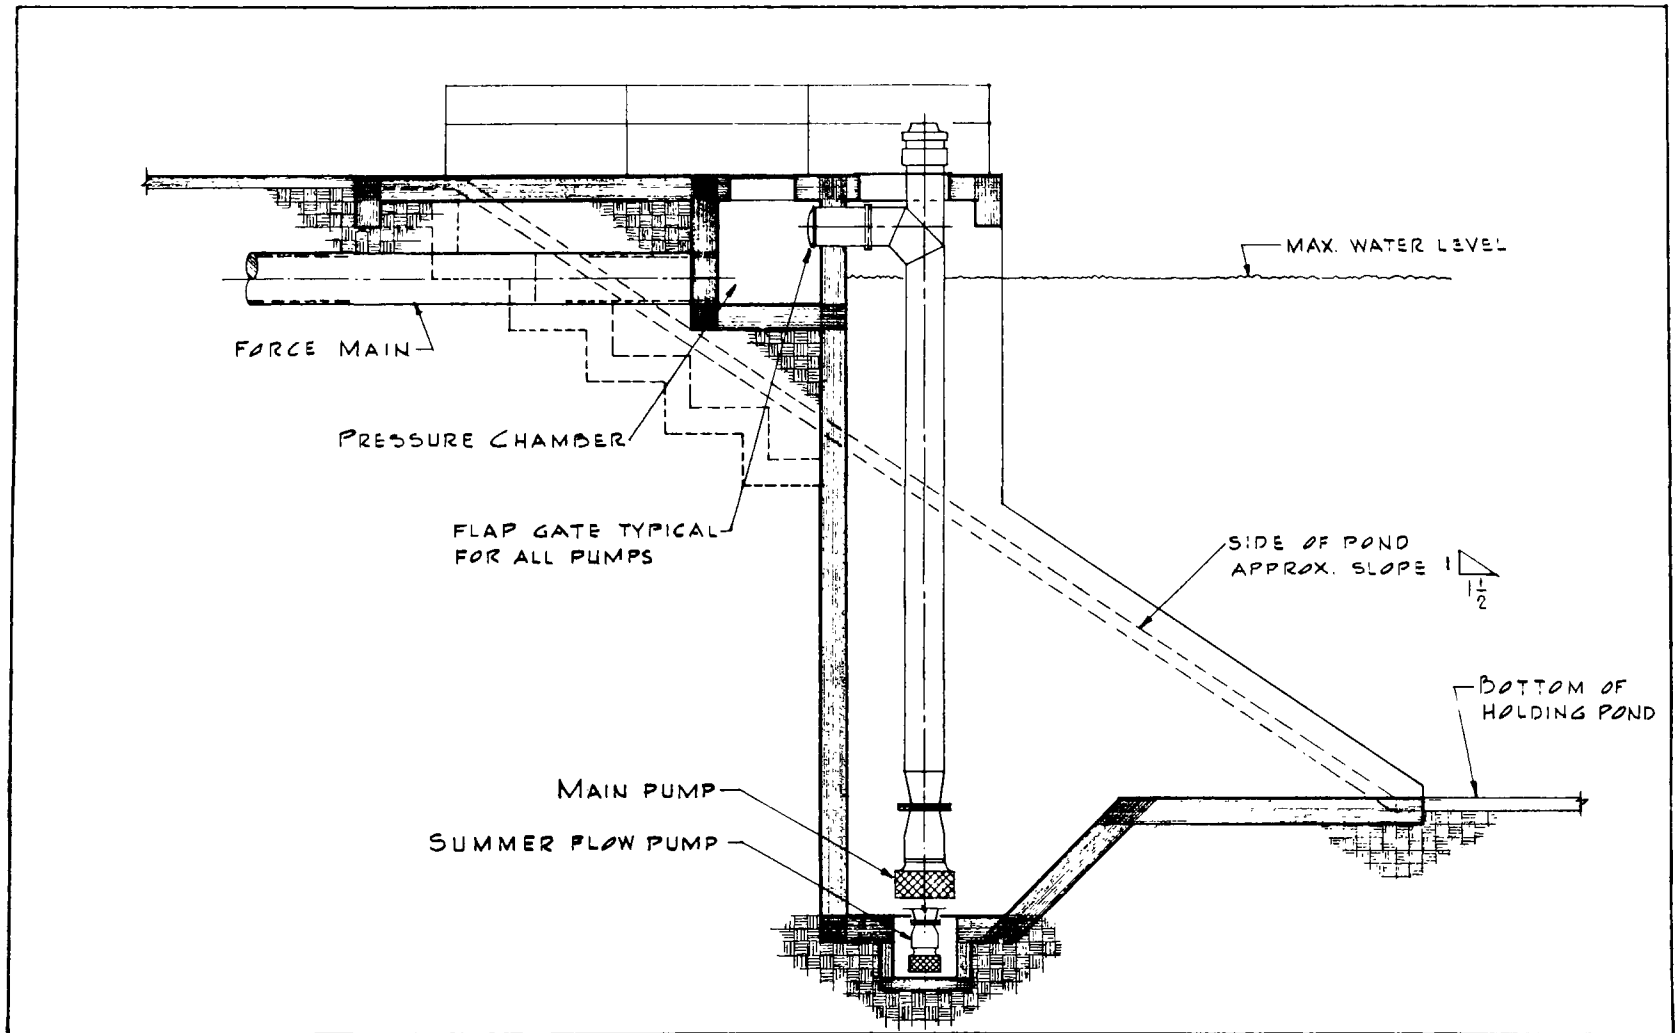 MAX. WATER LEVEL
FORCE MAIN
PRESSURE CHAMBER
FLAP GATE TYPICAL
FOR ALL PUMPS
SIDE OF POND
APPROX. SLOPE 1
1 1/2
BOTTOM OF
HOLDING POND
MAIN PUMP
SUMMER FLOW PUMP